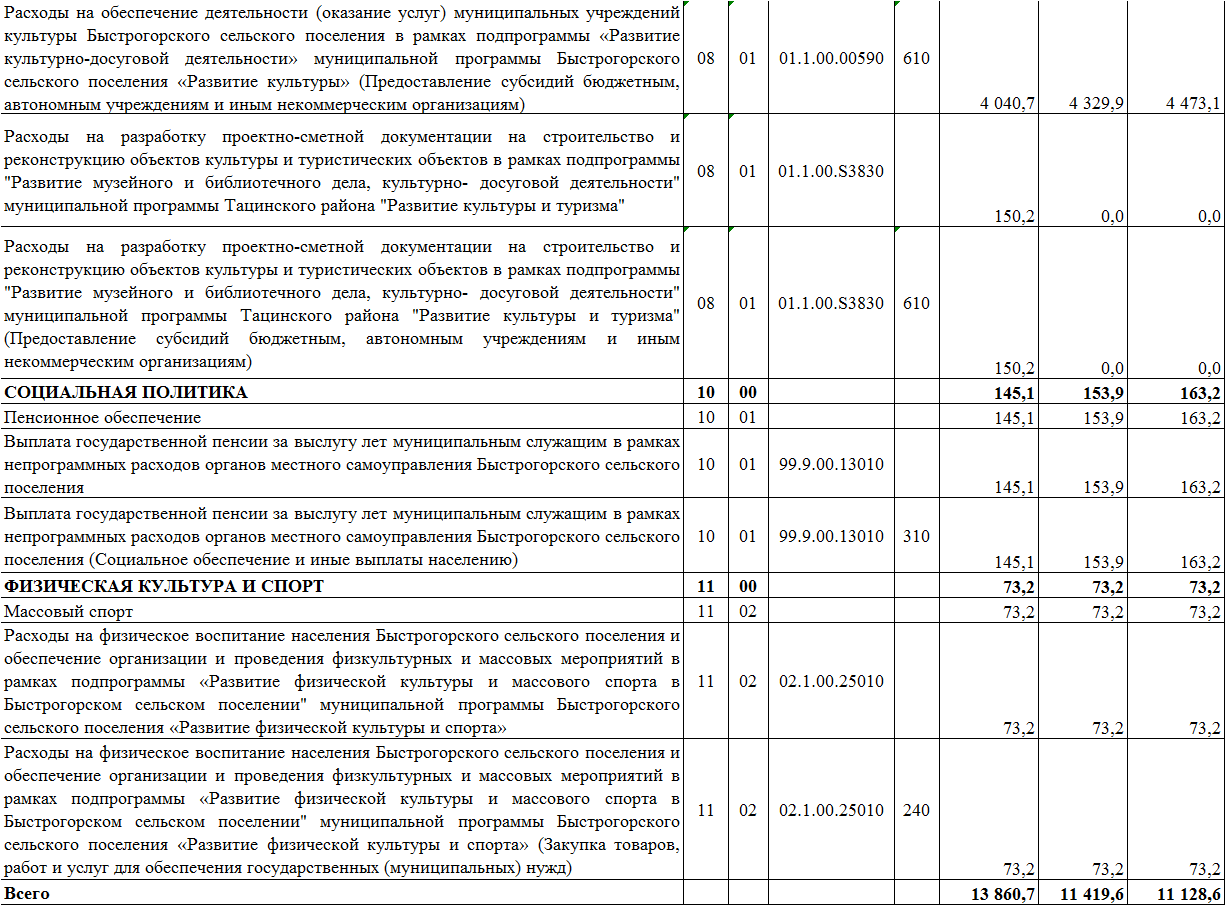 Расходы на обеспечение деятельности (оказание услуг) муниципальных учреждений
культуры Быстрогорского сельского поселения в рамках подпрограммы «Развитие
культурно-досуговой деятельности» муниципальной программы Быстрогорского
сельского поселения «Развитие культуры» (Предоставление субсидий бюджетным,
автономным учреждениям и иным некоммерческим организациям)
08 01 01.1.00.00590 610 4 040,7 4 329,9 4 473,1
Расходы на разработку проектно-сметной документации на строительство и
реконструкцию объектов культуры и туристических объектов в рамках подпрограммы
"Развитие музейного и библиотечного дела, культурно- досуговой деятельности"
муниципальной программы Тацинского района "Развитие культуры и туризма"
08 01 01.1.00.S3830 150,2 0,0 0,0
Расходы на разработку проектно-сметной документации на строительство и
реконструкцию объектов культуры и туристических объектов в рамках подпрограммы
"Развитие музейного и библиотечного дела, культурно- досуговой деятельности"
муниципальной программы Тацинского района "Развитие культуры и туризма"
(Предоставление субсидий бюджетным, автономным учреждениям и иным
некоммерческим организациям)
08 01 01.1.00.S3830 610 150,2 0,0 0,0
СОЦИАЛЬНАЯ ПОЛИТИКА 10 00 145,1 153,9 163,2
Пенсионное обеспечение 10 01 145,1 153,9 163,2
Выплата государственной пенсии за выслугу лет муниципальным служащим в рамках
непрограммных расходов органов местного самоуправления Быстрогорского сельского
поселения
10 01 99.9.00.13010 145,1 153,9 163,2
Выплата государственной пенсии за выслугу лет муниципальным служащим в рамках
непрограммных расходов органов местного самоуправления Быстрогорского сельского
поселения (Социальное обеспечение и иные выплаты населению)
10 01 99.9.00.13010 310 145,1 153,9 163,2
ФИЗИЧЕСКАЯ КУЛЬТУРА И СПОРТ 11 00 73,2 73,2 73,2
Массовый спорт 11 02 73,2 73,2 73,2
Расходы на физическое воспитание населения Быстрогорского сельского поселения и
обеспечение организации и проведения физкультурных и массовых мероприятий в
рамках подпрограммы «Развитие физической культуры и массового спорта в
Быстрогорском сельском поселении" муниципальной программы Быстрогорского
сельского поселения «Развитие физической культуры и спорта»
11 02 02.1.00.25010 73,2 73,2 73,2
Расходы на физическое воспитание населения Быстрогорского сельского поселения и
обеспечение организации и проведения физкультурных и массовых мероприятий в
рамках подпрограммы «Развитие физической культуры и массового спорта в
Быстрогорском сельском поселении" муниципальной программы Быстрогорского
сельского поселения «Развитие физической культуры и спорта» (Закупка товаров,
работ и услуг для обеспечения государственных (муниципальных) нужд)
11 02 02.1.00.25010 240 73,2 73,2 73,2
Всего 13 860,7 11 419,6 11 128,6